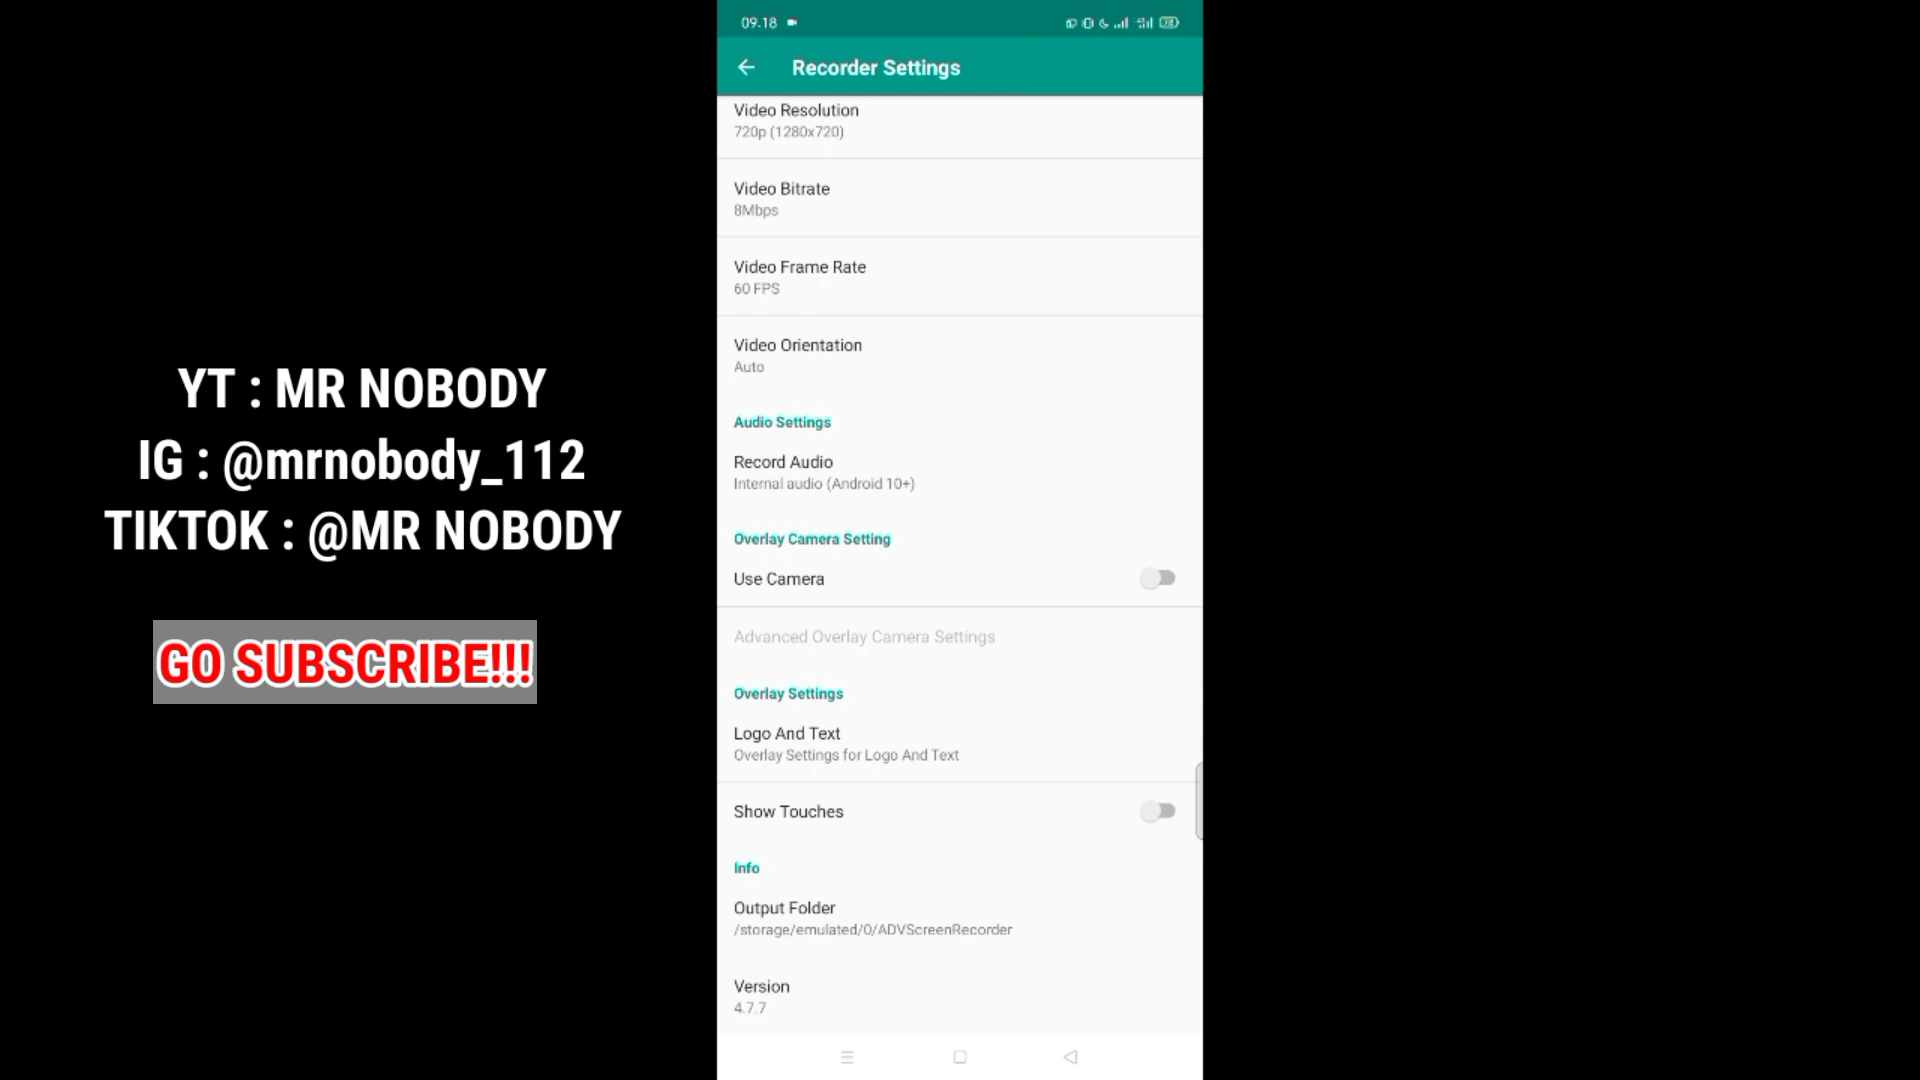 09.18
Recorder Settings
Video Resolution
720p (1280x720)
Video Bitrate
8Mbps
Video Frame Rate
60 FPS
Video Orientation
Auto
Audio Settings
Record Audio
Internal audio (Android 10+)
Overlay Camera Setting
Use Camera
Advanced Overlay Camera Settings
Overlay Settings
Logo And Text
Overlay Settings for Logo And Text
Show Touches
Info
Output Folder
/storage/emulated/0/ADVScreenRecorder
Version
4.7.7
YT : MR NOBODY
IG : @mrnobody_112
TIKTOK : @MR NOBODY
GO SUBSCRIBE!!!